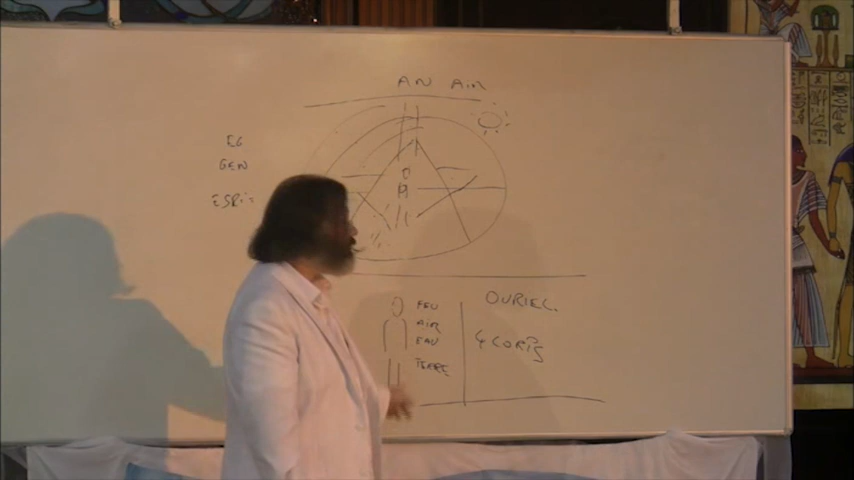 AN AIR
EG
GEN
ESPRIT
FEU
AIR
EAU
TERRE
OURIEL.
4 CORPS